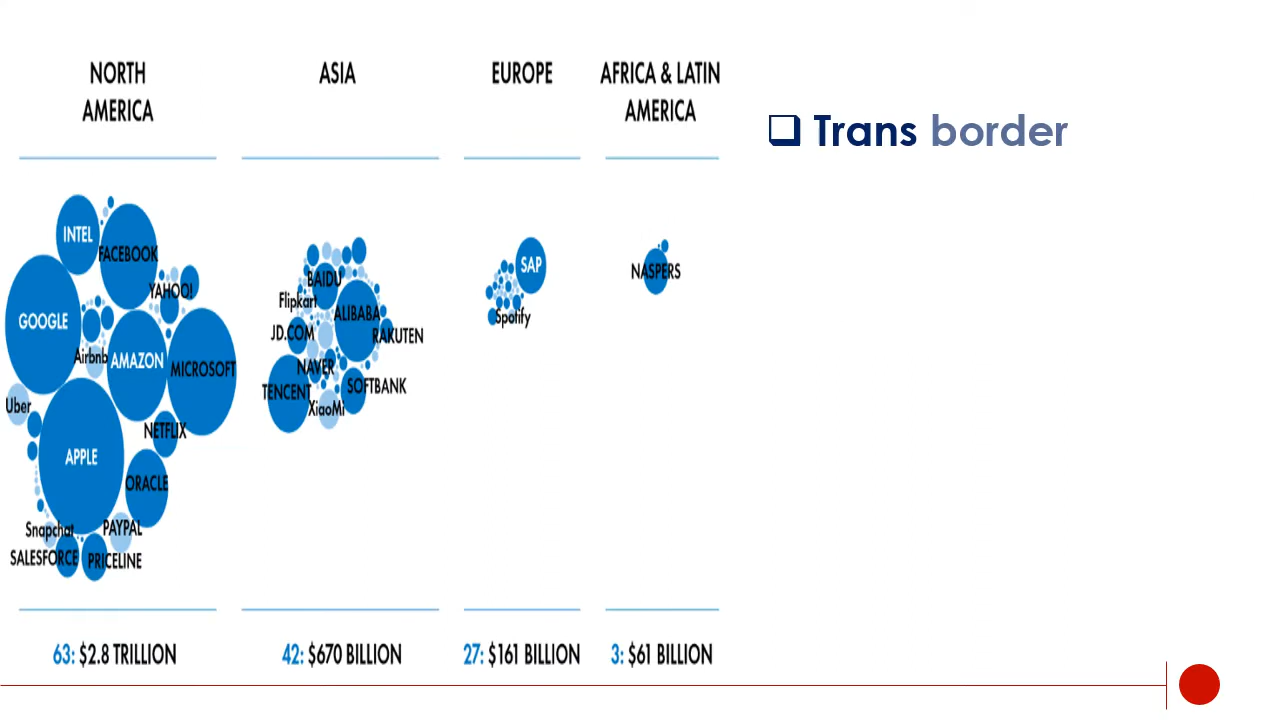 NORTH
AMERICA
ASIA
EUROPE
AFRICA & LATIN
AMERICA
Trans border
INTEL
FACEBOOK
YAHOO!
GOOGLE
Airbnb
AMAZON
MICROSOFT
Uber
NETFLIX
APPLE
ORACLE
Snapchat
PAYPAL
SALESFORCE
PRICELINE
BAIDU
Flipkart
ALIBABA
JD.COM
RAKUTEN
NAVER
TENCENT
SOFTBANK
XiaoMi
SAP
Spotify
NASPERS
63: $2.8 TRILLION
42: $670 BILLION
27: $161 BILLION
3: $61 BILLION